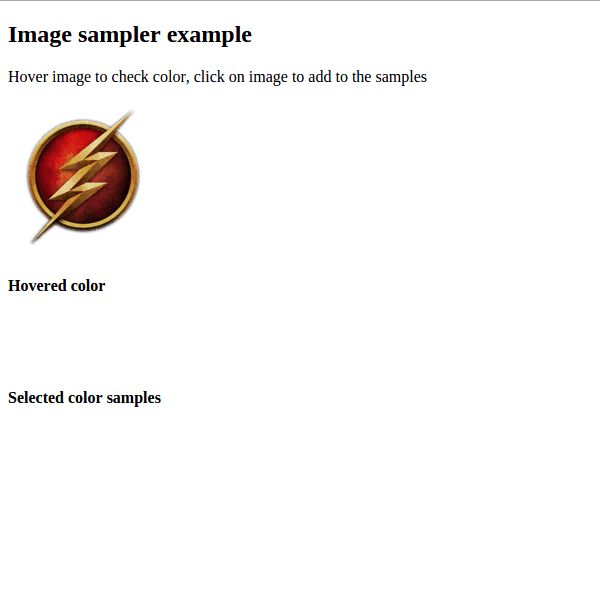 Image sampler example
Hover image to check color, click on image to add to the samples
Hovered color
Selected color samples